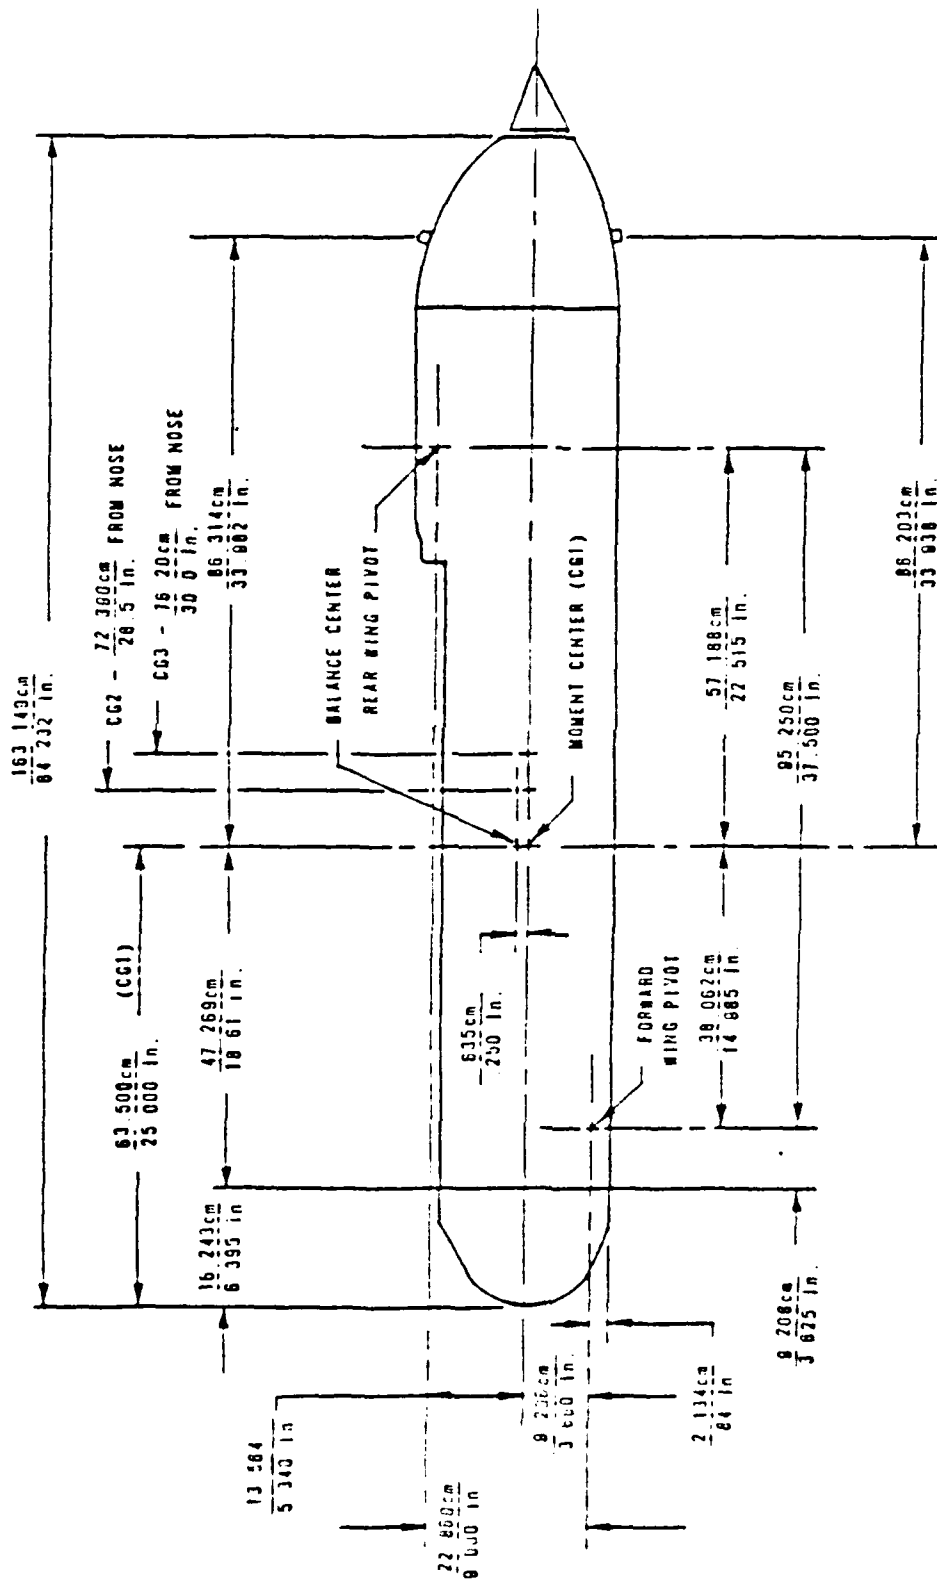 163 149cm
64 232 in.
CG2 - 72 390cm FROM NOSE
28.5 in.
CG3 - 76 20cm FROM NOSE
30 0 in.
86 314cm
33.982 in.
BALANCE CENTER
REAR WING PIVOT
MOMENT CENTER (CG1)
57 188cm
22 515 in.
95 250cm
37.500 in.
86 203cm
33 938 in.
(CG1)
63.500cm
25 000 in.
47 269cm
18 61 in.
635cm
250 in.
FORWARD
WING PIVOT
38 062cm
14 985 in.
16 243cm
6 395 in
9 208cm
3 625 in.
2 134cm
84 in
13 564
5 340 in
22 860cm
in
in.